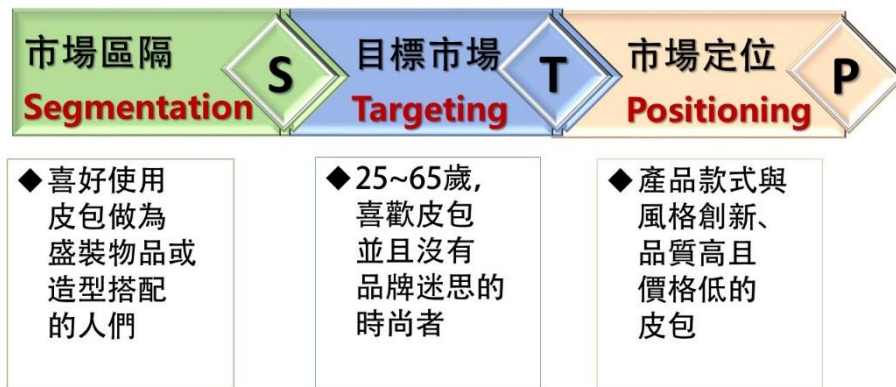 市場區隔
Segmentation
S
目標市場
Targeting
T
市場定位
Positioning
P
◆喜好使用
皮包做為
盛裝物品或
造型搭配
的人們
◆25~65歲,
喜歡皮包
並且沒有
品牌迷思的
時尚者
◆產品款式與
風格創新、
品質高且
價格低的
皮包